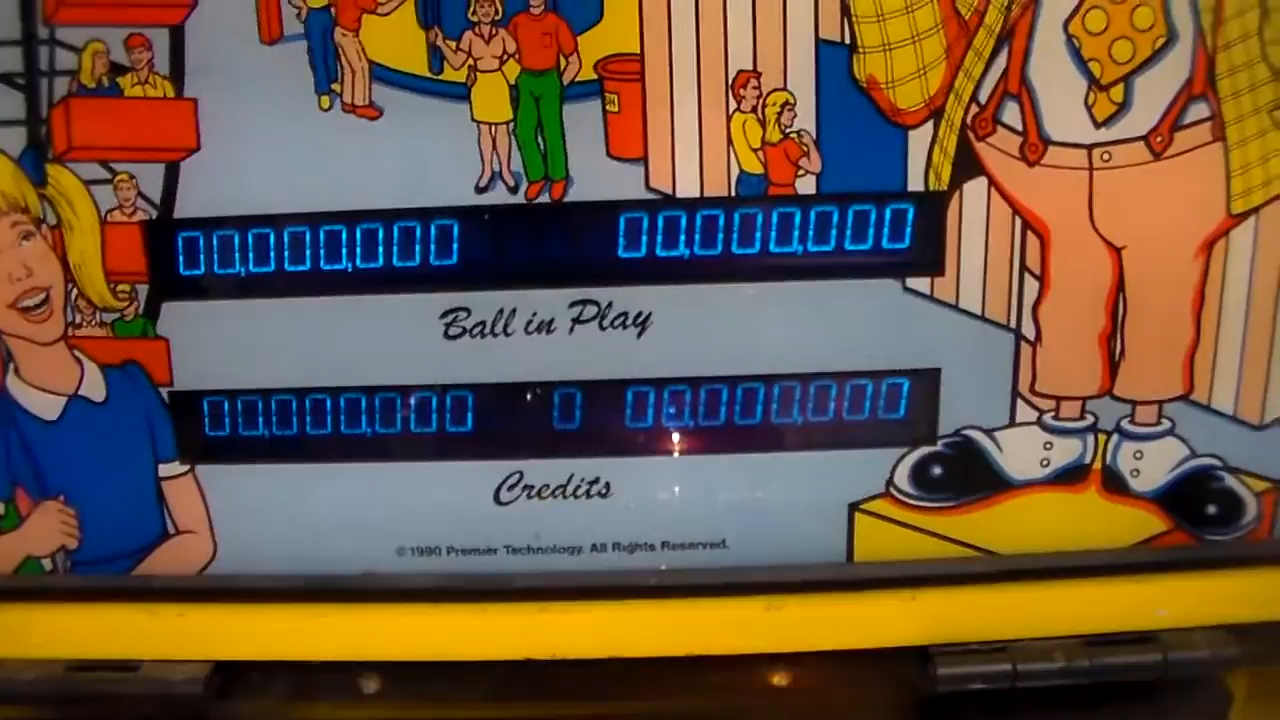 00,000,000 00,000,000
Ball in Play
00,000,000 0 00,000,000
Credits
©1990 Premier Technology. All Rights Reserved.